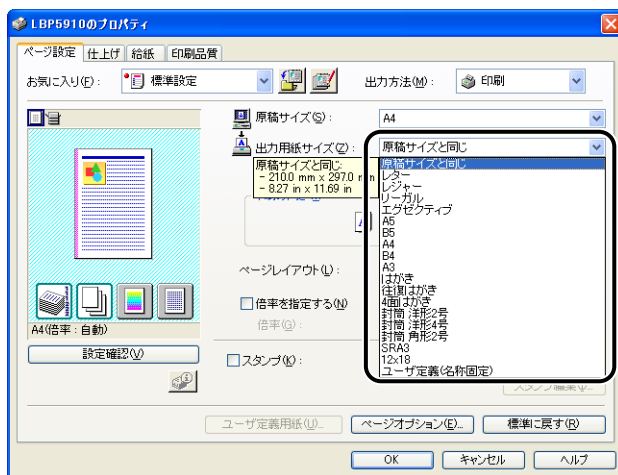 LBP5910のプロパティ
ページ設定 仕上げ 給紙 印刷品質
お気に入り(F): 標準設定 出力方法(M): 印刷
原稿サイズ(S): A4
出力用紙サイズ(Z): 原稿サイズと同じ
原稿サイズと同じ:
- 210.0 mm x 297.0 mm
- 8.27 in x 11.69 in
原稿サイズと同じ
レター
レジャー
リーガル
エグゼクティブ
A5
B5
A4
B4
A3
はがき
往復はがき
4面はがき
封筒 洋形2号
封筒 洋形4号
封筒 角形2号
SRA3
12x18
ユーザ定義(名称固定)
ページレイアウト(L):
倍率を指定する(N)
倍率(G):
A4(倍率:自動)
設定確認(V)
スタンプ(K):
ユーザ定義用紙(U)... ページオプション(E)... 標準に戻す(R)
OK キャンセル ヘルプ